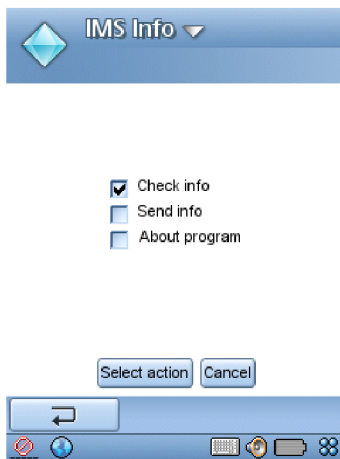 IMS Info
Check info
Send info
About program
Select action Cancel